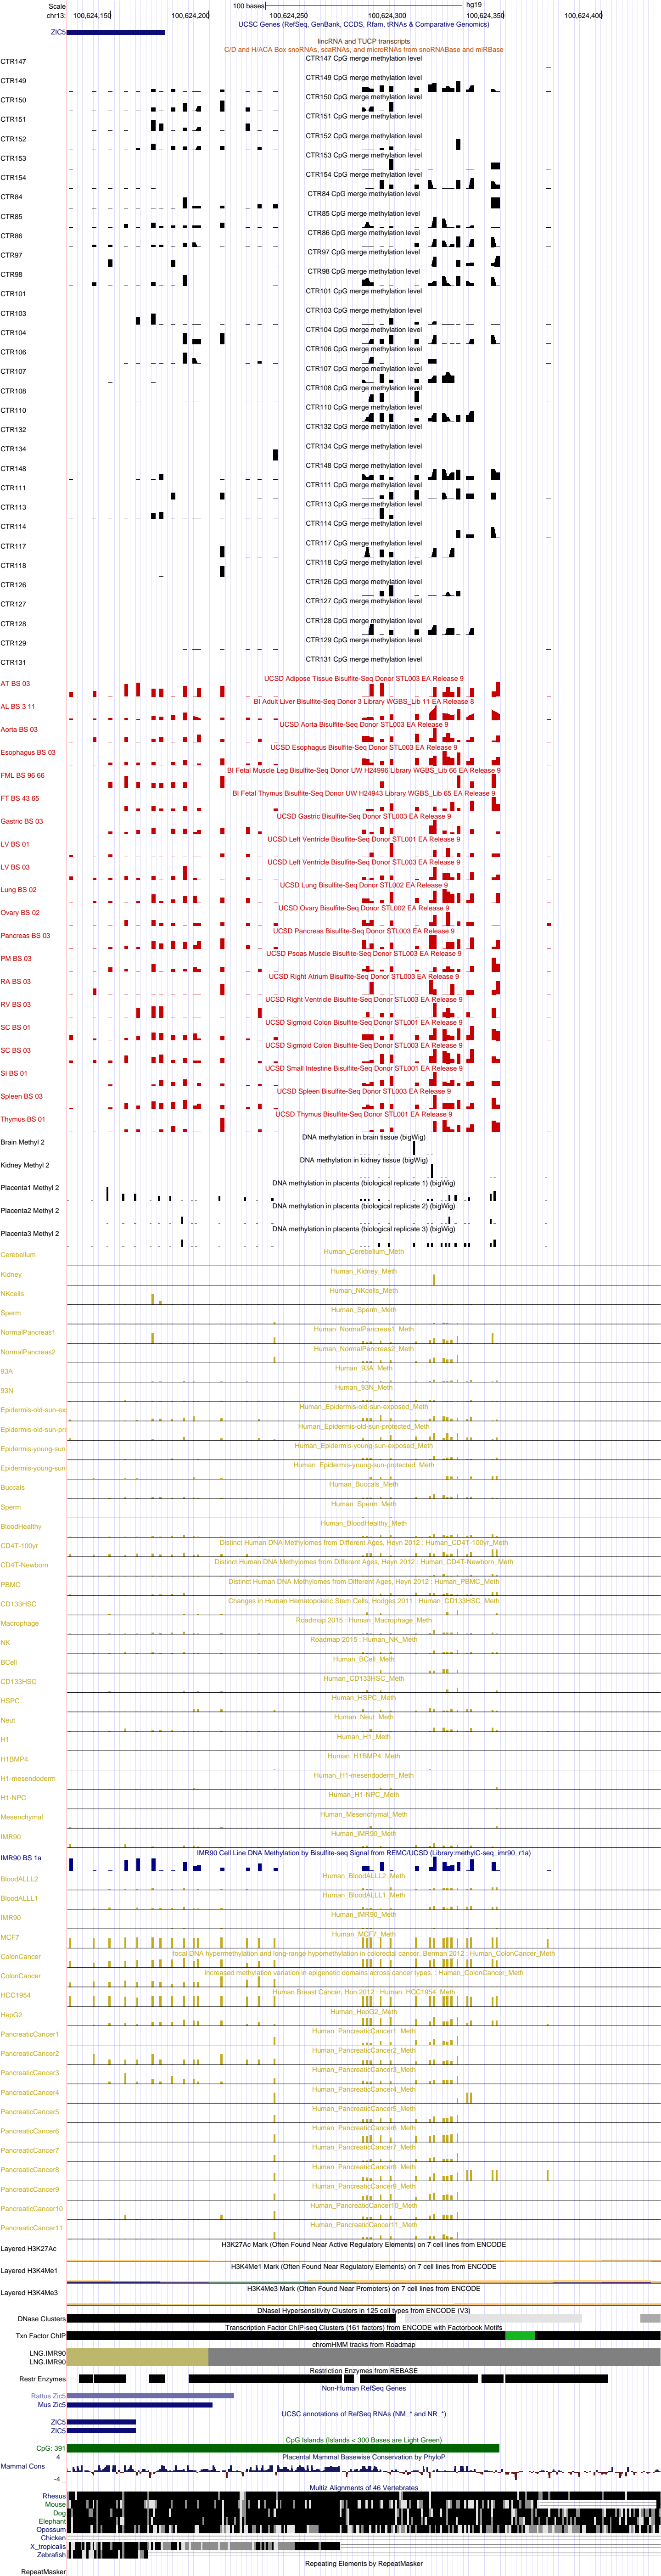 Scale 100 bases hg19
chr13: 100,624,150 100,624,200 100,624,250 100,624,300 100,624,350 100,624,400
UCSC Genes (RefSeq, GenBank, CCDS, Rfam, tRNAs & Comparative Genomics)
ZIC5
lincRNA and TUCP transcripts
C/D and H/ACA Box snoRNAs, scaRNAs, and microRNAs from snoRNABase and miRBase
CTR147 CpG merge methylation level
CTR147
CTR149 CpG merge methylation level
CTR149
CTR150 CpG merge methylation level
CTR150
CTR151 CpG merge methylation level
CTR151
CTR152 CpG merge methylation level
CTR152
CTR153 CpG merge methylation level
CTR153
CTR154 CpG merge methylation level
CTR154
CTR84 CpG merge methylation level
CTR84
CTR85 CpG merge methylation level
CTR85
CTR86 CpG merge methylation level
CTR86
CTR97 CpG merge methylation level
CTR97
CTR98 CpG merge methylation level
CTR98
CTR101 CpG merge methylation level
CTR101
CTR103 CpG merge methylation level
CTR103
CTR104 CpG merge methylation level
CTR104
CTR106 CpG merge methylation level
CTR106
CTR107 CpG merge methylation level
CTR107
CTR108 CpG merge methylation level
CTR108
CTR110 CpG merge methylation level
CTR110
CTR132 CpG merge methylation level
CTR132
CTR134 CpG merge methylation level
CTR134
CTR148 CpG merge methylation level
CTR148
CTR111 CpG merge methylation level
CTR111
CTR113 CpG merge methylation level
CTR113
CTR114 CpG merge methylation level
CTR114
CTR117 CpG merge methylation level
CTR117
CTR118 CpG merge methylation level
CTR118
CTR126 CpG merge methylation level
CTR126
CTR127 CpG merge methylation level
CTR127
CTR128 CpG merge methylation level
CTR128
CTR129 CpG merge methylation level
CTR129
CTR131 CpG merge methylation level
CTR131
UCSD Adipose Tissue Bisulfite-Seq Donor STL003 EA Release 9
AT BS 03
BI Adult Liver Bisulfite-Seq Donor 3 Library WGBS_Lib 11 EA Release 8
AL BS 3 11
UCSD Aorta Bisulfite-Seq Donor STL003 EA Release 9
Aorta BS 03
UCSD Esophagus Bisulfite-Seq Donor STL003 EA Release 9
Esophagus BS 03
BI Fetal Muscle Leg Bisulfite-Seq Donor UW H24996 Library WGBS_Lib 66 EA Release 9
FML BS 96 66
BI Fetal Thymus Bisulfite-Seq Donor UW H24943 Library WGBS_Lib 65 EA Release 9
FT BS 43 65
UCSD Gastric Bisulfite-Seq Donor STL003 EA Release 9
Gastric BS 03
UCSD Left Ventricle Bisulfite-Seq Donor STL001 EA Release 9
LV BS 01
UCSD Left Ventricle Bisulfite-Seq Donor STL003 EA Release 9
LV BS 03
UCSD Lung Bisulfite-Seq Donor STL002 EA Release 9
Lung BS 02
UCSD Ovary Bisulfite-Seq Donor STL002 EA Release 9
Ovary BS 02
UCSD Pancreas Bisulfite-Seq Donor STL003 EA Release 9
Pancreas BS 03
UCSD Psoas Muscle Bisulfite-Seq Donor STL003 EA Release 9
PM BS 03
UCSD Right Atrium Bisulfite-Seq Donor STL003 EA Release 9
RA BS 03
UCSD Right Ventricle Bisulfite-Seq Donor STL003 EA Release 9
RV BS 03
UCSD Sigmoid Colon Bisulfite-Seq Donor STL001 EA Release 9
SC BS 01
UCSD Sigmoid Colon Bisulfite-Seq Donor STL003 EA Release 9
SC BS 03
UCSD Small Intestine Bisulfite-Seq Donor STL001 EA Release 9
SI BS 01
UCSD Spleen Bisulfite-Seq Donor STL003 EA Release 9
Spleen BS 03
UCSD Thymus Bisulfite-Seq Donor STL001 EA Release 9
Thymus BS 01
DNA methylation in brain tissue (bigWig)
Brain Methyl 2
DNA methylation in kidney tissue (bigWig)
Kidney Methyl 2
DNA methylation in placenta (biological replicate 1) (bigWig)
Placenta1 Methyl 2
DNA methylation in placenta (biological replicate 2) (bigWig)
Placenta2 Methyl 2
DNA methylation in placenta (biological replicate 3) (bigWig)
Placenta3 Methyl 2
Human_Cerebellum_Meth
Cerebellum
Human_Kidney_Meth
Kidney
Human_NKcells_Meth
NKcells
Human_Sperm_Meth
Sperm
Human_NormalPancreas1_Meth
NormalPancreas1
Human_NormalPancreas2_Meth
NormalPancreas2
Human_93A_Meth
93A
Human_93N_Meth
93N
Human_Epidermis-old-sun-exposed_Meth
Epidermis-old-sun-ex
Human_Epidermis-old-sun-protected_Meth
Epidermis-old-sun-pr
Human_Epidermis-young-sun-exposed_Meth
Epidermis-young-sun
Human_Epidermis-young-sun-protected_Meth
Epidermis-young-sun
Human_Buccals_Meth
Buccals
Human_Sperm_Meth
Sperm
Human_BloodHealthy_Meth
BloodHealthy
Distinct Human DNA Methylomes from Different Ages, Heyn 2012 : Human_CD4T-100yr_Meth
CD4T-100yr
Distinct Human DNA Methylomes from Different Ages, Heyn 2012 : Human_CD4T-Newborn_Meth
CD4T-Newborn
Distinct Human DNA Methylomes from Different Ages, Heyn 2012 : Human_PBMC_Meth
PBMC
Changes in Human Hematopoietic Stem Cells, Hodges 2011 : Human_CD133HSC_Meth
CD133HSC
Roadmap 2015 : Human_Macrophage_Meth
Macrophage
Roadmap 2015 : Human_NK_Meth
NK
Human_BCell_Meth
BCell
Human_CD133HSC_Meth
CD133HSC
Human_HSPC_Meth
HSPC
Human_Neut_Meth
Neut
Human_H1_Meth
H1
Human_H1BMP4_Meth
H1BMP4
Human_H1-mesendoderm_Meth
H1-mesendoderm
Human_H1-NPC_Meth
H1-NPC
Human_Mesenchymal_Meth
Mesenchymal
Human_IMR90_Meth
IMR90
IMR90 Cell Line DNA Methylation by Bisulfite-seq Signal from REMC/UCSD (Library:methylC-seq_imr90_r1a)
IMR90 BS 1a
Human_BloodALLL2_Meth
BloodALLL2
Human_BloodALLL1_Meth
BloodALLL1
Human_IMR90_Meth
IMR90
Human_MCF7_Meth
MCF7
focal DNA hypermethylation and long-range hypomethylation in colorectal cancer, Berman 2012 : Human_ColonCancer_Meth
ColonCancer
Increased methylation variation in epigenetic domains across cancer types. : Human_ColonCancer_Meth
ColonCancer
Human Breast Cancer, Hon 2012 : Human_HCC1954_Meth
HCC1954
Human_HepG2_Meth
HepG2
Human_PancreaticCancer1_Meth
PancreaticCancer1
Human_PancreaticCancer2_Meth
PancreaticCancer2
Human_PancreaticCancer3_Meth
PancreaticCancer3
Human_PancreaticCancer4_Meth
PancreaticCancer4
Human_PancreaticCancer5_Meth
PancreaticCancer5
Human_PancreaticCancer6_Meth
PancreaticCancer6
Human_PancreaticCancer7_Meth
PancreaticCancer7
Human_PancreaticCancer8_Meth
PancreaticCancer8
Human_PancreaticCancer9_Meth
PancreaticCancer9
Human_PancreaticCancer10_Meth
PancreaticCancer10
Human_PancreaticCancer11_Meth
PancreaticCancer11
H3K27Ac Mark (Often Found Near Active Regulatory Elements) on 7 cell lines from ENCODE
Layered H3K27Ac
H3K4Me1 Mark (Often Found Near Regulatory Elements) on 7 cell lines from ENCODE
Layered H3K4Me1
H3K4Me3 Mark (Often Found Near Promoters) on 7 cell lines from ENCODE
Layered H3K4Me3
DNaseI Hypersensitivity Clusters in 125 cell types from ENCODE (V3)
DNase Clusters
Transcription Factor ChIP-seq Clusters (161 factors) from ENCODE with Factorbook Motifs
Txn Factor ChIP
chromHMM tracks from Roadmap
LNG.IMR90
LNG.IMR90
Restriction Enzymes from REBASE
Restr Enzymes
Non-Human RefSeq Genes
Rattus Zic5
Mus Zic5
UCSC annotations of RefSeq RNAs (NM_* and NR_*)
ZIC5
ZIC5
CpG Islands (Islands < 300 Bases are Light Green)
CpG: 391
Placental Mammal Basewise Conservation by PhyloP
4 _
Mammal Cons
-4 _
Multiz Alignments of 46 Vertebrates
Rhesus
Mouse
Dog
Elephant
Opossum
Chicken
X_tropicalis
Zebrafish
Repeating Elements by RepeatMasker
RepeatMasker